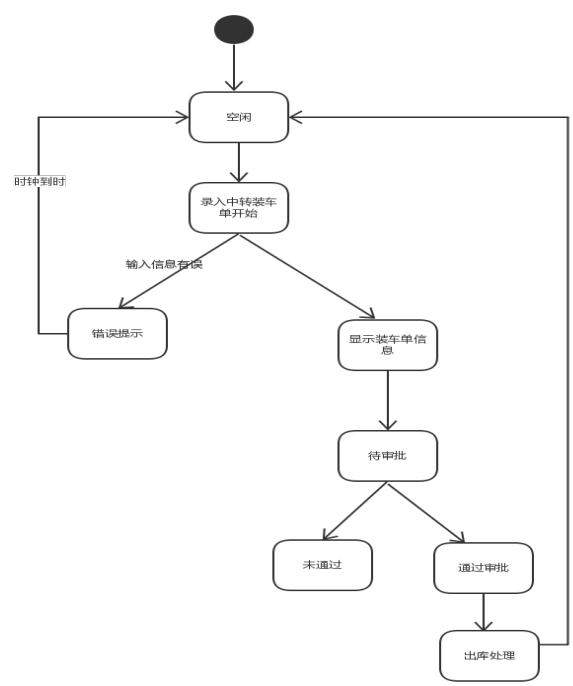 空闲
时钟到时
录入中转装车
单开始
输入信息有误
错误提示
显示装车单信
息
待审批
未通过
通过审批
出库处理